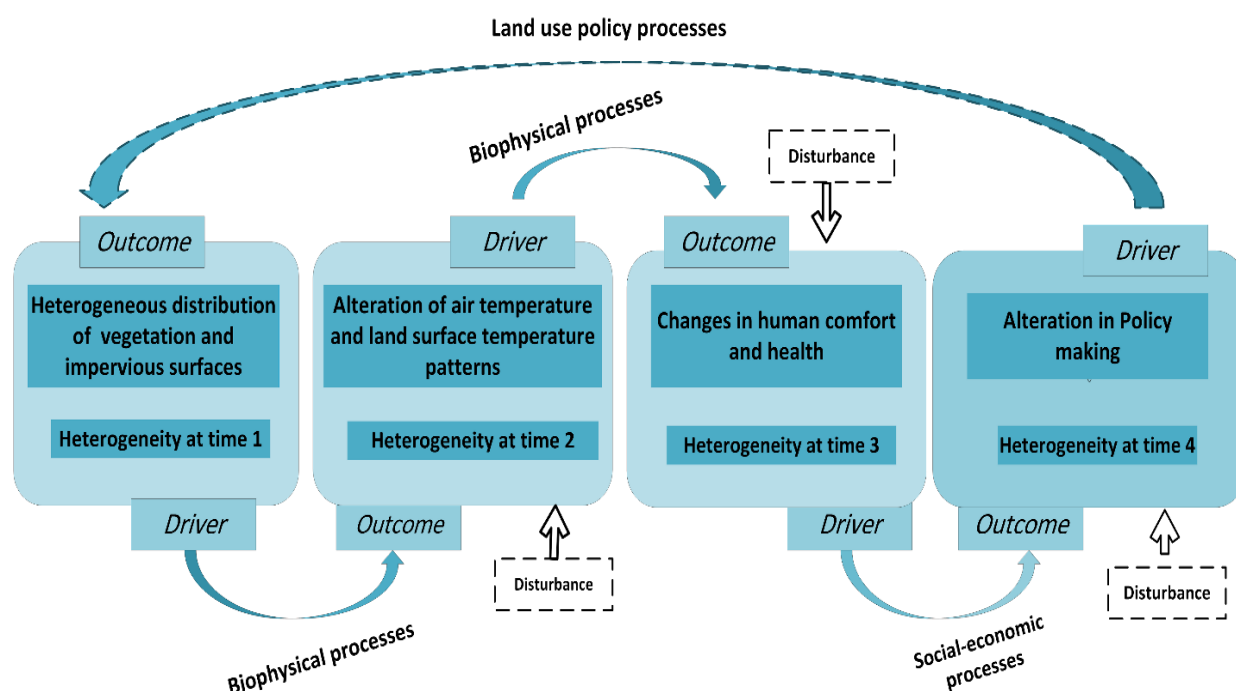 Land use policy processes
Biophysical processes
Disturbance
Outcome
Driver
Outcome
Driver
Heterogeneous distribution
of vegetation and
impervious surfaces
Heterogeneity at time 1
Alteration of air temperature
and land surface temperature
patterns
Heterogeneity at time 2
Changes in human comfort
and health
Heterogeneity at time 3
Alteration in Policy
making
Heterogeneity at time 4
Driver
Outcome
Driver
Outcome
Disturbance
Disturbance
Biophysical processes
Social-economic
processes